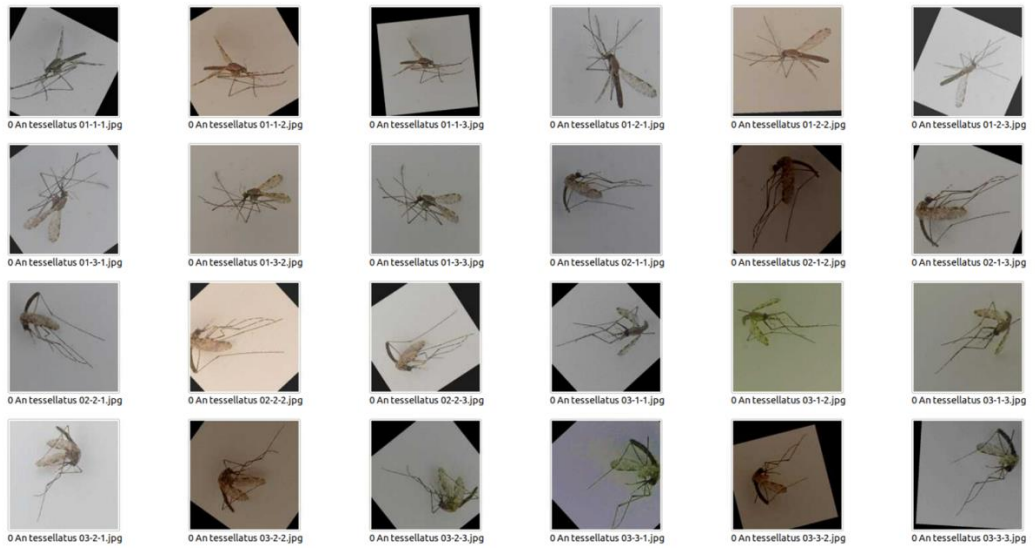 0 An tessellatus 01-1-1.jpg
0 An tessellatus 01-1-2.jpg
0 An tessellatus 01-1-3.jpg
0 An tessellatus 01-2-1.jpg
0 An tessellatus 01-2-2.jpg
0 An tessellatus 01-2-3.jpg
0 An tessellatus 01-3-1.jpg
0 An tessellatus 01-3-2.jpg
0 An tessellatus 01-3-3.jpg
0 An tessellatus 02-1-1.jpg
0 An tessellatus 02-1-2.jpg
0 An tessellatus 02-1-3.jpg
0 An tessellatus 02-2-1.jpg
0 An tessellatus 02-2-2.jpg
0 An tessellatus 02-2-3.jpg
0 An tessellatus 03-1-1.jpg
0 An tessellatus 03-1-2.jpg
0 An tessellatus 03-1-3.jpg
0 An tessellatus 03-2-1.jpg
0 An tessellatus 03-2-2.jpg
0 An tessellatus 03-2-3.jpg
0 An tessellatus 03-3-1.jpg
0 An tessellatus 03-3-2.jpg
0 An tessellatus 03-3-3.jpg